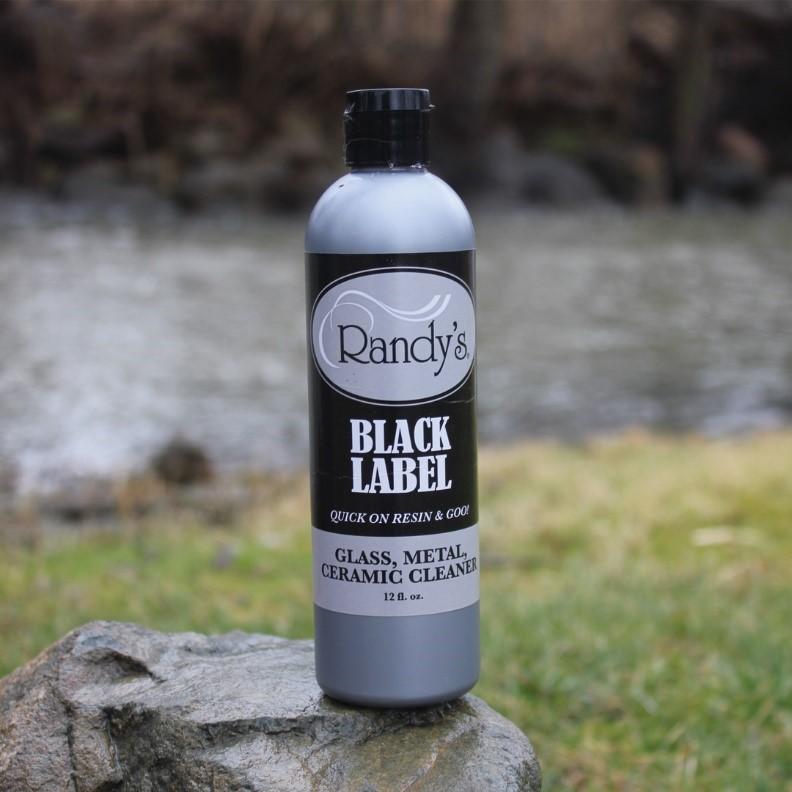 Randy's
BLACK
LABEL
QUICK ON RESIN & GOO!
GLASS, METAL,
CERAMIC CLEANER
12 fl. oz.